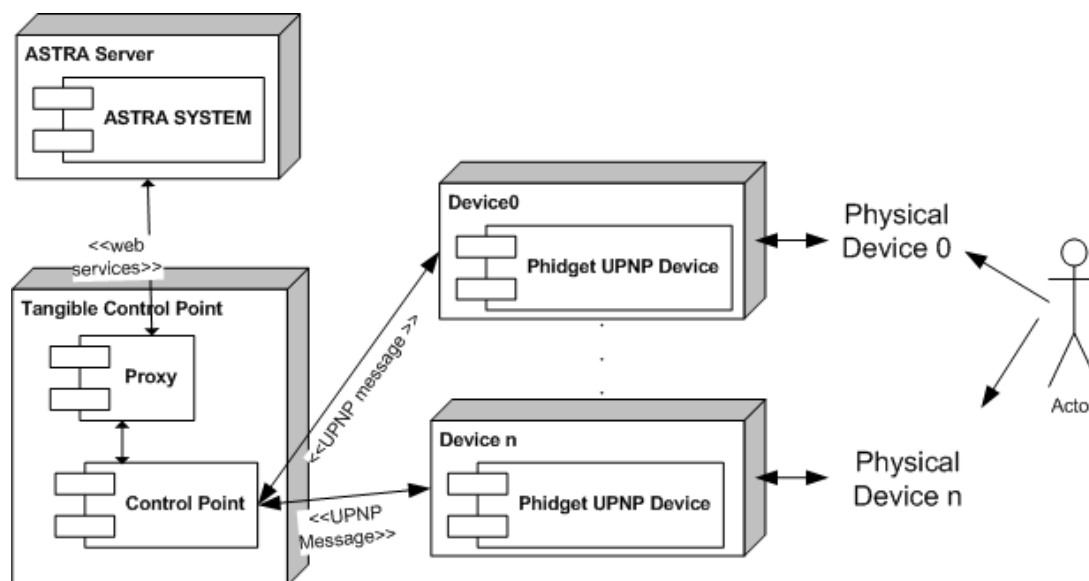 ASTRA Server
ASTRA SYSTEM
<<web
services>>
Tangible Control Point
Proxy
Control Point
<<UPNP message >>
<<UPNP
Message>>
Device0
Phidget UPNP Device
Device n
Phidget UPNP Device
Physical
Device 0
Physical
Device n
Acto